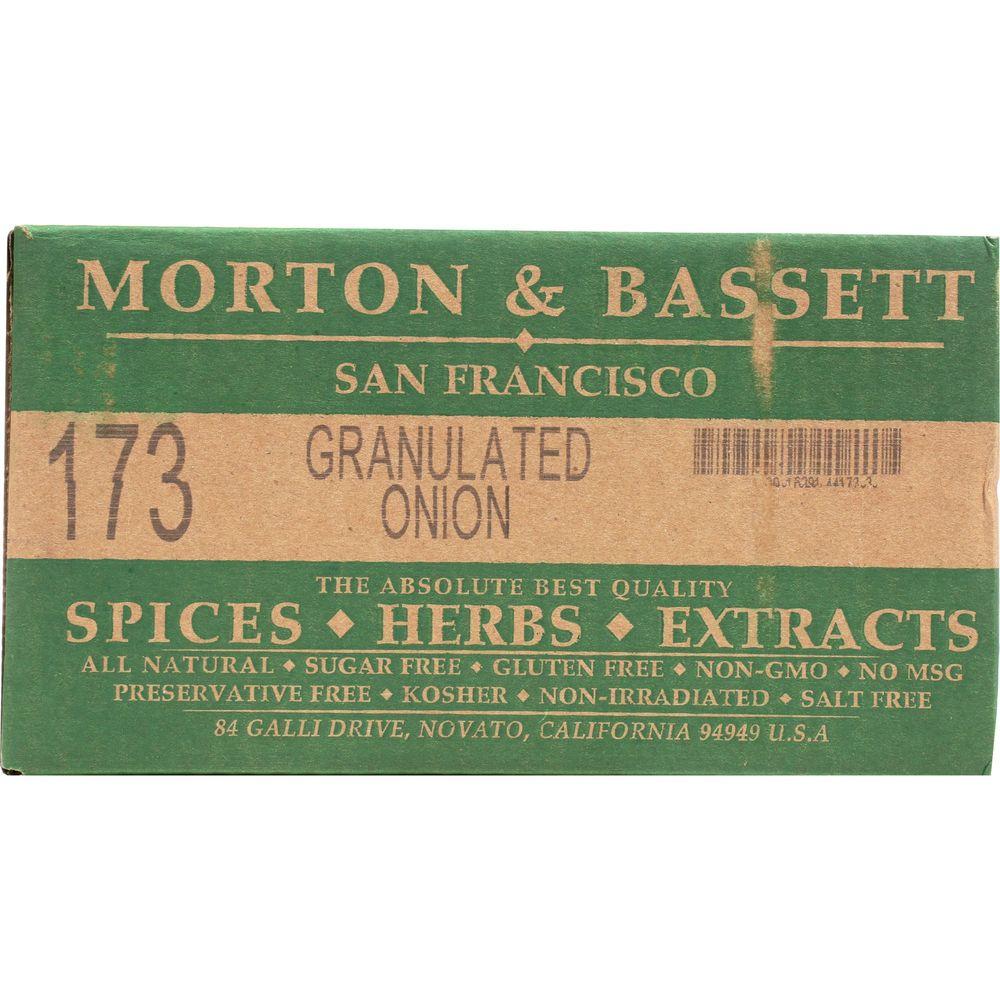 MORTON & BASSETT
SAN FRANCISCO
173
GRANULATED
ONION
THE ABSOLUTE BEST QUALITY
SPICES ◆ HERBS ◆ EXTRACTS
ALL NATURAL ◆ SUGAR FREE ◆ GLUTEN FREE ◆ NON-GMO ◆ NO MSG
PRESERVATIVE FREE ◆ KOSHER ◆ NON-IRRADIATED ◆ SALT FREE
84 GALLI DRIVE, NOVATO, CALIFORNIA 94949 U.S.A